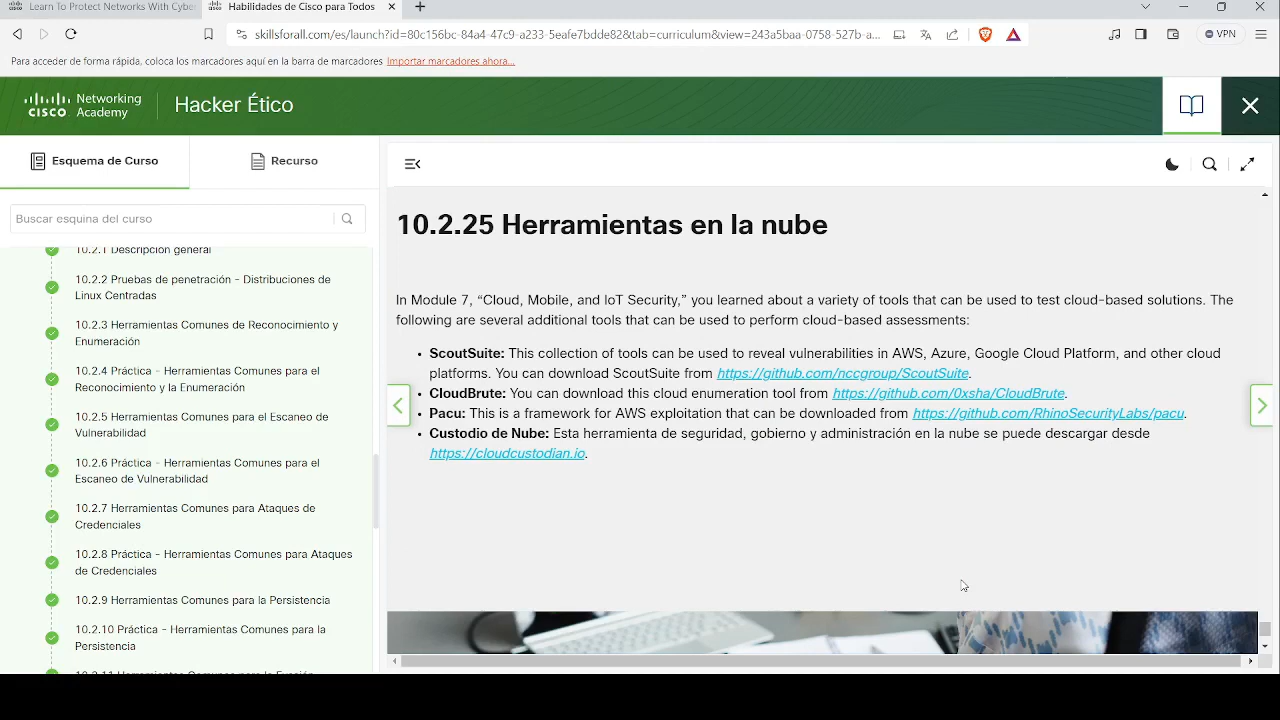 Learn To Protect Networks With Cybe
Habilidades de Cisco para Todos
skillsforall.com/es/launch?id=80c156bc-84a4-47c9-a233-5eafe7bdde82&tab=curriculum&view=243a5baa-0758-527b-a...
VPN
Para acceder de forma rápida, coloca los marcadores aquí en la barra de marcadores Importar marcadores ahora...
cisco Networking Academy
Hacker Ético
Esquema de Curso
Recurso
Buscar esquina del curso
10.2.1 Descripción general
10.2.2 Pruebas de penetración - Distribuciones de
Linux Centradas
10.2.3 Herramientas Comunes de Reconocimiento y
Enumeración
10.2.4 Práctica - Herramientas Comunes para el
Reconocimiento y la Enumeración
10.2.5 Herramientas Comunes para el Escaneo de
Vulnerabilidad
10.2.6 Práctica - Herramientas Comunes para el
Escaneo de Vulnerabilidad
10.2.7 Herramientas Comunes para Ataques de
Credenciales
10.2.8 Práctica - Herramientas Comunes para Ataques
de Credenciales
10.2.9 Herramientas Comunes para la Persistencia
10.2.10 Práctica - Herramientas Comunes para la
Persistencia
10.2.11 Herramientas Comunes para la Evasión
10.2.25 Herramientas en la nube
In Module 7, “Cloud, Mobile, and IoT Security,” you learned about a variety of tools that can be used to test cloud-based solutions. The
following are several additional tools that can be used to perform cloud-based assessments:
• ScoutSuite: This collection of tools can be used to reveal vulnerabilities in AWS, Azure, Google Cloud Platform, and other cloud
platforms. You can download ScoutSuite from https://github.com/nccgroup/ScoutSuite.
• CloudBrute: You can download this cloud enumeration tool from https://github.com/0xsha/CloudBrute.
• Pacu: This is a framework for AWS exploitation that can be downloaded from https://github.com/RhinoSecurityLabs/pacu.
• Custodio de Nube: Esta herramienta de seguridad, gobierno y administración en la nube se puede descargar desde
https://cloudcustodian.io.